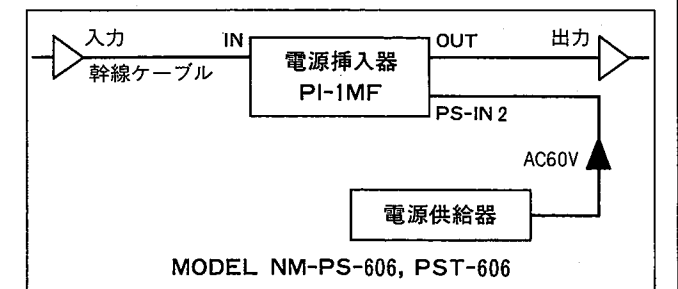 入力
IN
OUT
出力
幹線ケーブル
電源挿入器
PI-1MF
PS-IN 2
AC60V
電源供給器
MODEL NM-PS-606, PST-606